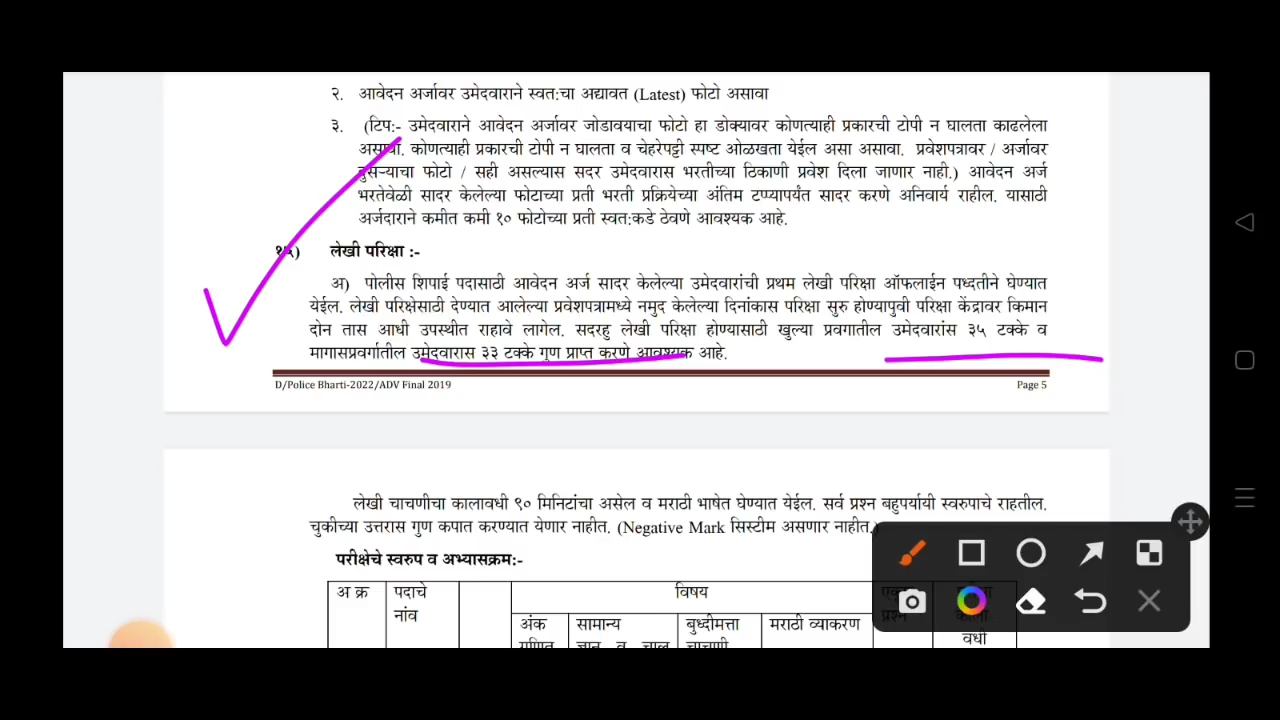 २. आवेदन अर्जावर उमेदवाराने स्वत:चा अद्यावत (Latest) फोटो असावा
३. (टिप:- उमेदवाराने आवेदन अर्जावर जोडावयाचा फोटो हा डोक्यावर कोणत्याही प्रकारची टोपी न घालता काढलेला
असावा. कोणत्याही प्रकारची टोपी न घालता व चेहरेपट्टी स्पष्ट ओळखता येईल असा असावा. प्रवेशपत्रावर / अर्जावर
दुसऱ्याचा फोटो / सही असल्यास सदर उमेदवारास भरतीच्या ठिकाणी प्रवेश दिला जाणार नाही.) आवेदन अर्ज
भरतेवेळी सादर केलेल्या फोटाच्या प्रती भरती प्रक्रियेच्या अंतिम टप्प्यापर्यंत सादर करणे अनिवार्य राहील. यासाठी
अर्जदाराने कमीत कमी १० फोटोच्या प्रती स्वत:कडे ठेवणे आवश्यक आहे.
१५) लेखी परिक्षा :-
अ) पोलीस शिपाई पदासाठी आवेदन अर्ज सादर केलेल्या उमेदवारांची प्रथम लेखी परिक्षा ऑफलाईन पध्दतीने घेण्यात
येईल. लेखी परिक्षेसाठी देण्यात आलेल्या प्रवेशपत्रामध्ये नमुद केलेल्या दिनांकास परिक्षा सुरु होण्यापुवी परिक्षा केंद्रावर किमान
दोन तास आधी उपस्थीत राहावे लागेल. सदरहु लेखी परिक्षा होण्यासाठी खुल्या प्रवगातील उमेदवारांस ३५ टक्के व
मागासप्रवर्गातील उमेदवारास ३३ टक्के गुण प्राप्त करणे आवश्यक आहे.
D/Police Bharti-2022/ADV Final 2019 Page 5
लेखी चाचणीचा कालावधी ९० मिनिटांचा असेल व मराठी भाषेत घेण्यात येईल. सर्व प्रश्न बहुपर्यायी स्वरुपाचे राहतील.
चुकीच्या उत्तरास गुण कपात करण्यात येणार नाहीत. (Negative Mark सिस्टीम असणार नाहीत.)
परीक्षेचे स्वरुप व अभ्यासक्रम:-
अ क्र पदाचे विषय
नांव प्रश्न
अंक सामान्य बुध्दीमत्ता मराठी व्याकरण
गणित ज्ञान व चालू चाचणी वधी